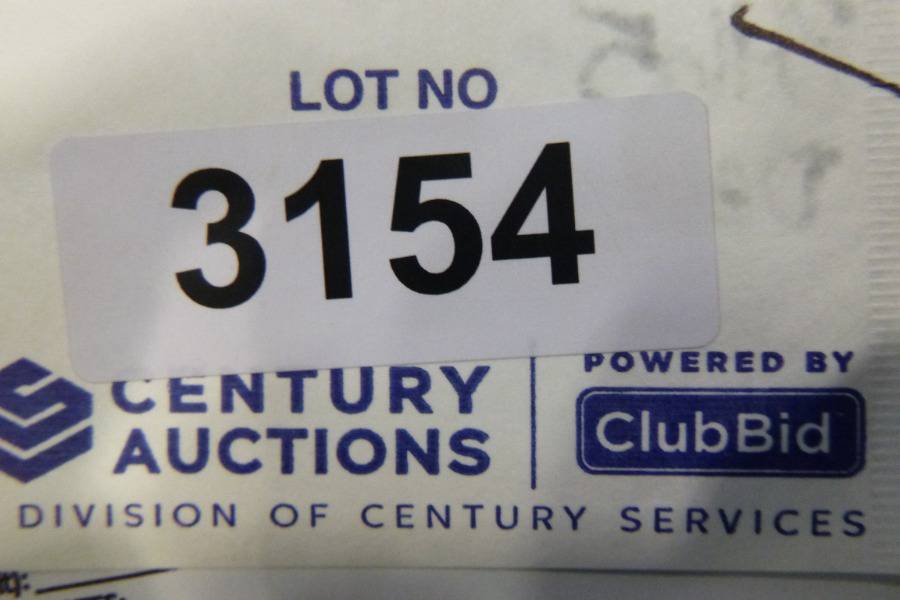 LOT NO
3154
CENTURY
AUCTIONS
POWERED BY
ClubBid
DIVISION OF CENTURY SERVICES